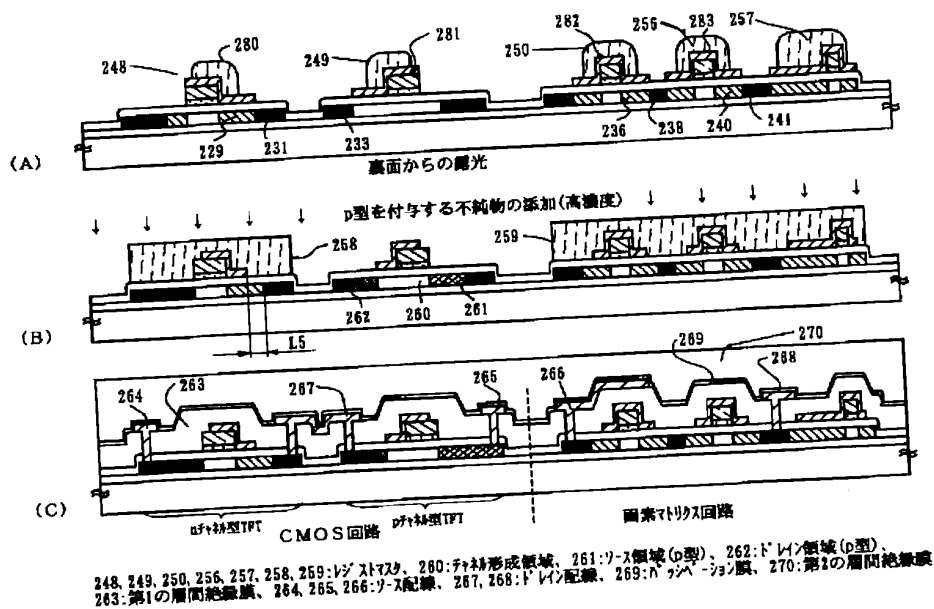 280 281 282 256 283 257
248 249 250
229 231 233 236 238 240 241
(A) 裏面からの露光
p型を付与する不純物の添加(高濃度)
258 259
262 260 261
(B) L5
270
264 263 267 265 266 269 268
(C)
nチャネル型TFT CMOS回路 pチャネル型TFT 画素マトリクス回路
248, 249, 250, 256, 257, 258, 259:レジストマスク、260:チャネル形成領域、261:ソース領域(p型)、262:ドレイン領域(p型)、
263:第1の層間絶縁膜、264, 265, 266:ソース配線、267, 268:ドレイン配線、269:パッシベーション膜、270:第2の層間絶縁膜